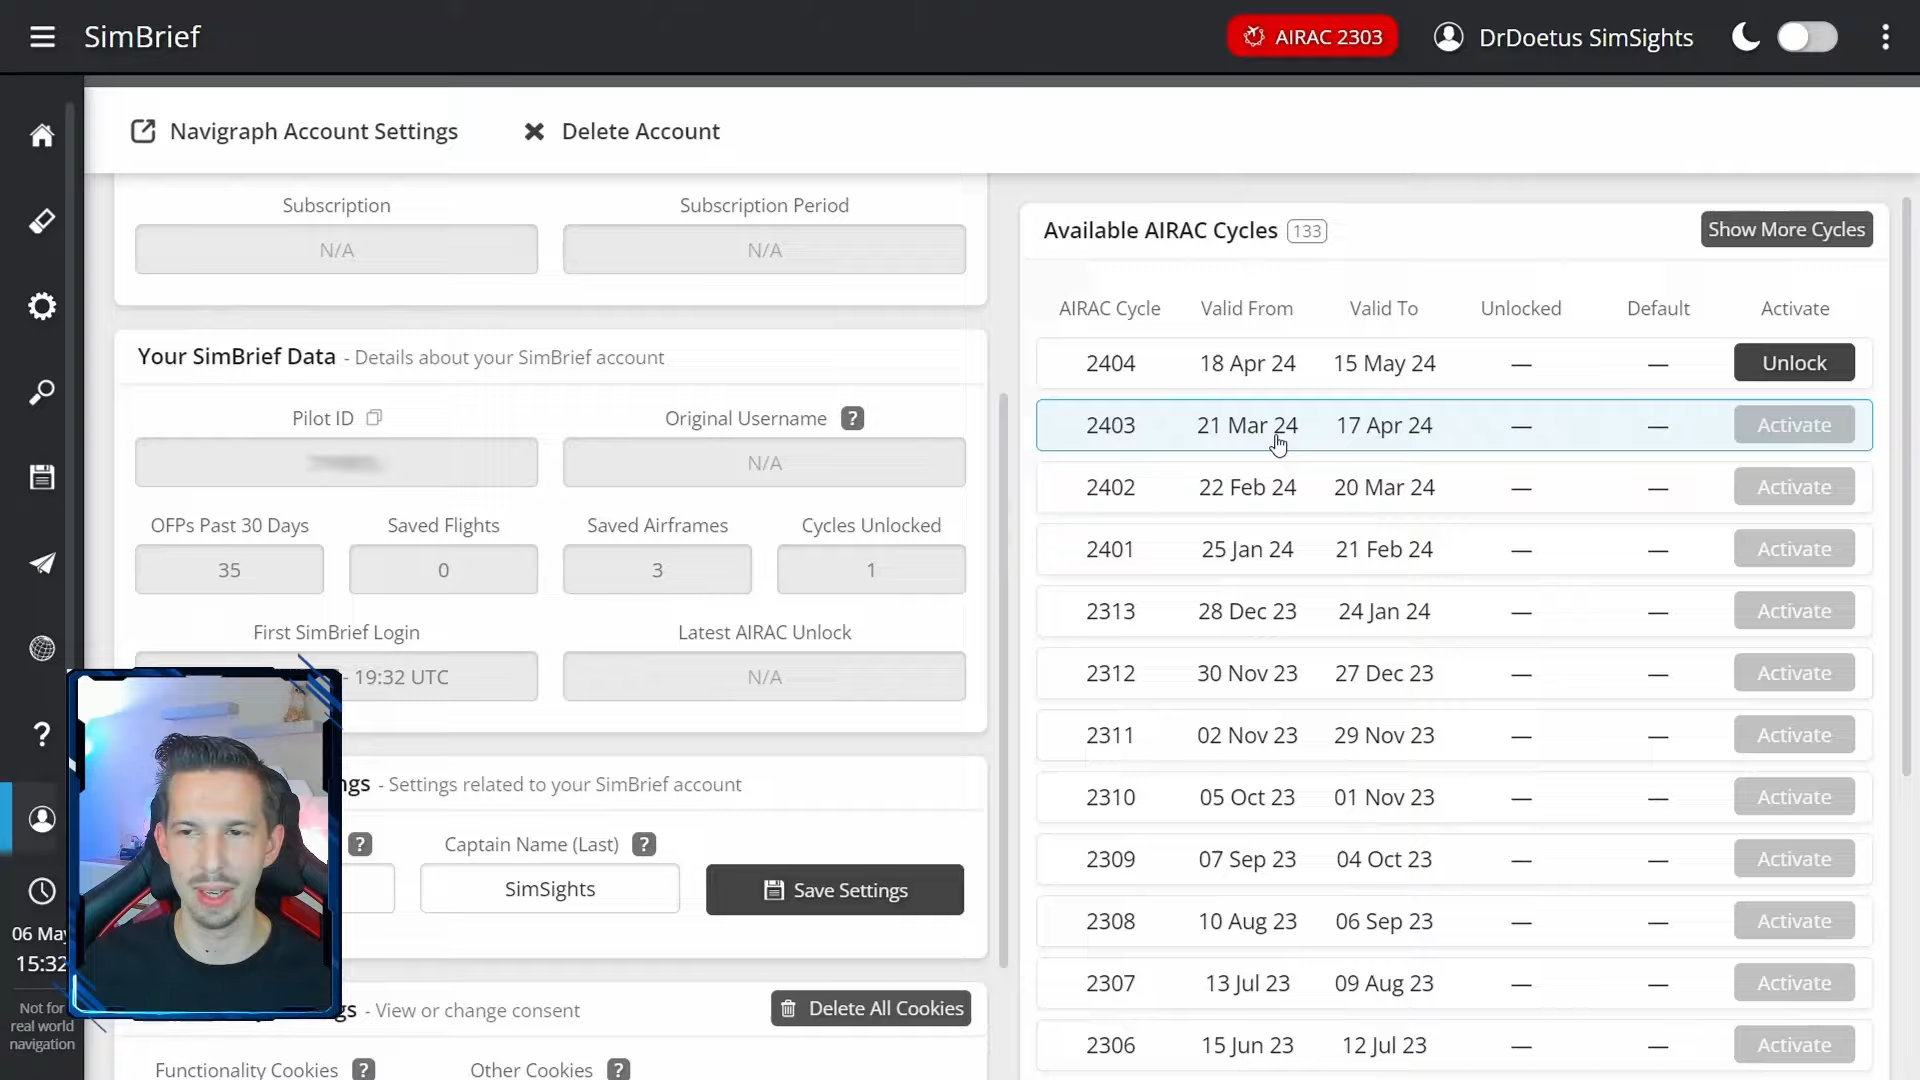 SimBrief
AIRAC 2303
DrDoetus SimSights
Navigraph Account Settings
Delete Account
Subscription
Subscription Period
N/A
N/A
Your SimBrief Data - Details about your SimBrief account
Pilot ID
Original Username ?
N/A
OFPs Past 30 Days
Saved Flights
Saved Airframes
Cycles Unlocked
35
0
3
1
First SimBrief Login
Latest AIRAC Unlock
- 19:32 UTC
N/A
ngs - Settings related to your SimBrief account
?
Captain Name (Last) ?
SimSights
Save Settings
gs - View or change consent
Delete All Cookies
Functionality Cookies ?
Other Cookies ?
Available AIRAC Cycles 133
Show More Cycles
AIRAC Cycle Valid From Valid To Unlocked Default Activate
2404 18 Apr 24 15 May 24 — — Unlock
2403 21 Mar 24 17 Apr 24 — — Activate
2402 22 Feb 24 20 Mar 24 — — Activate
2401 25 Jan 24 21 Feb 24 — — Activate
2313 28 Dec 23 24 Jan 24 — — Activate
2312 30 Nov 23 27 Dec 23 — — Activate
2311 02 Nov 23 29 Nov 23 — — Activate
2310 05 Oct 23 01 Nov 23 — — Activate
2309 07 Sep 23 04 Oct 23 — — Activate
2308 10 Aug 23 06 Sep 23 — — Activate
2307 13 Jul 23 09 Aug 23 — — Activate
2306 15 Jun 23 12 Jul 23 — — Activate
?
06 May
15:32
Not for
real world
navigation